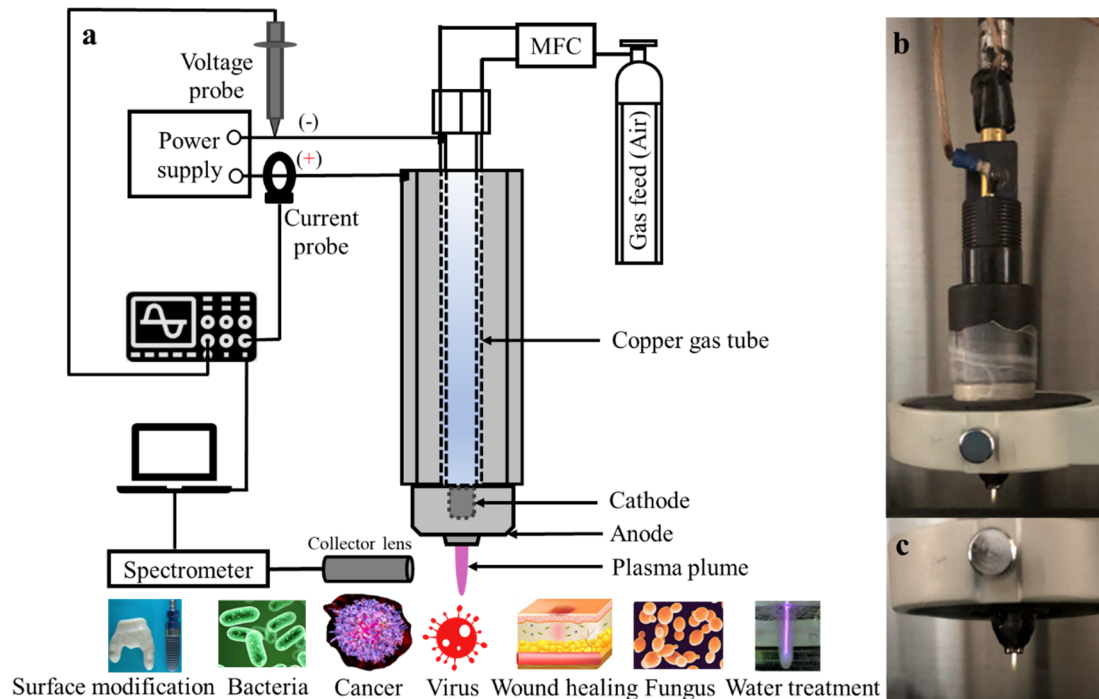 a
Voltage
probe
MFC
Power
supply
(-)
(+)
Current
probe
Gas feed (Air)
Copper gas tube
Cathode
Anode
Plasma plume
Collector lens
Spectrometer
Surface modification
Bacteria
Cancer
Virus
Wound healing
Fungus
Water treatment
b
c